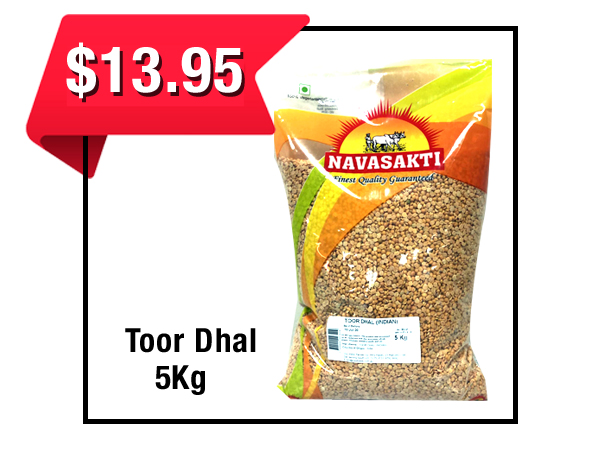 $13.95
NAVASAKTI
Finest Quality Guaranteed
TOOR DHAL (INDIAN)
5 Kg
Toor Dhal
5Kg